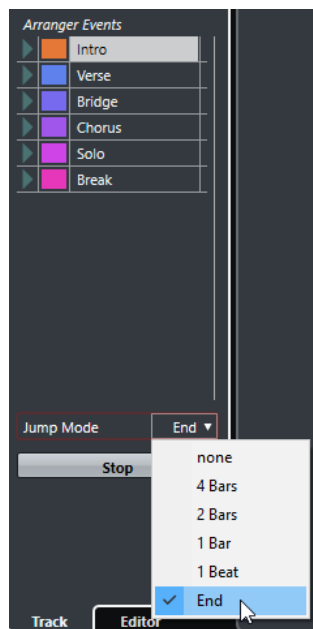 Arranger Events
Intro
Verse
Bridge
Chorus
Solo
Break
Jump Mode End
Stop
none
4 Bars
2 Bars
1 Bar
1 Beat
End
Track Editor